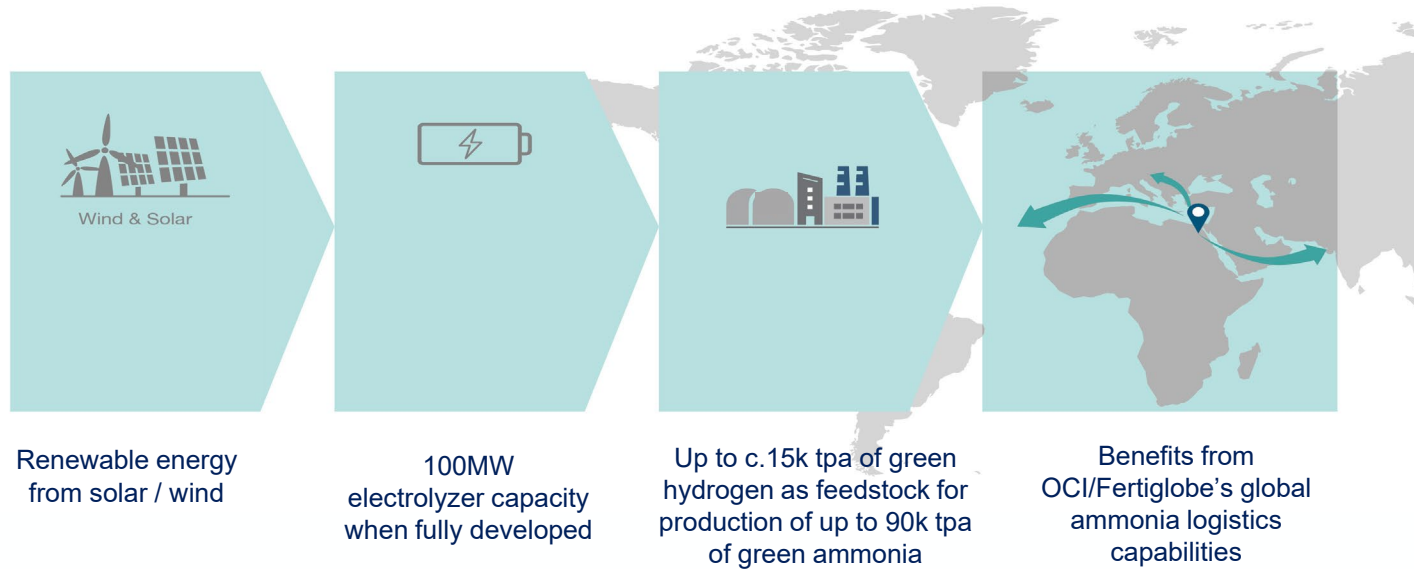 Wind & Solar
Renewable energy
from solar / wind
100MW
electrolyzer capacity
when fully developed
Up to c.15k tpa of green
hydrogen as feedstock for
production of up to 90k tpa
of green ammonia
Benefits from
OCI/Fertiglobe’s global
ammonia logistics
capabilities